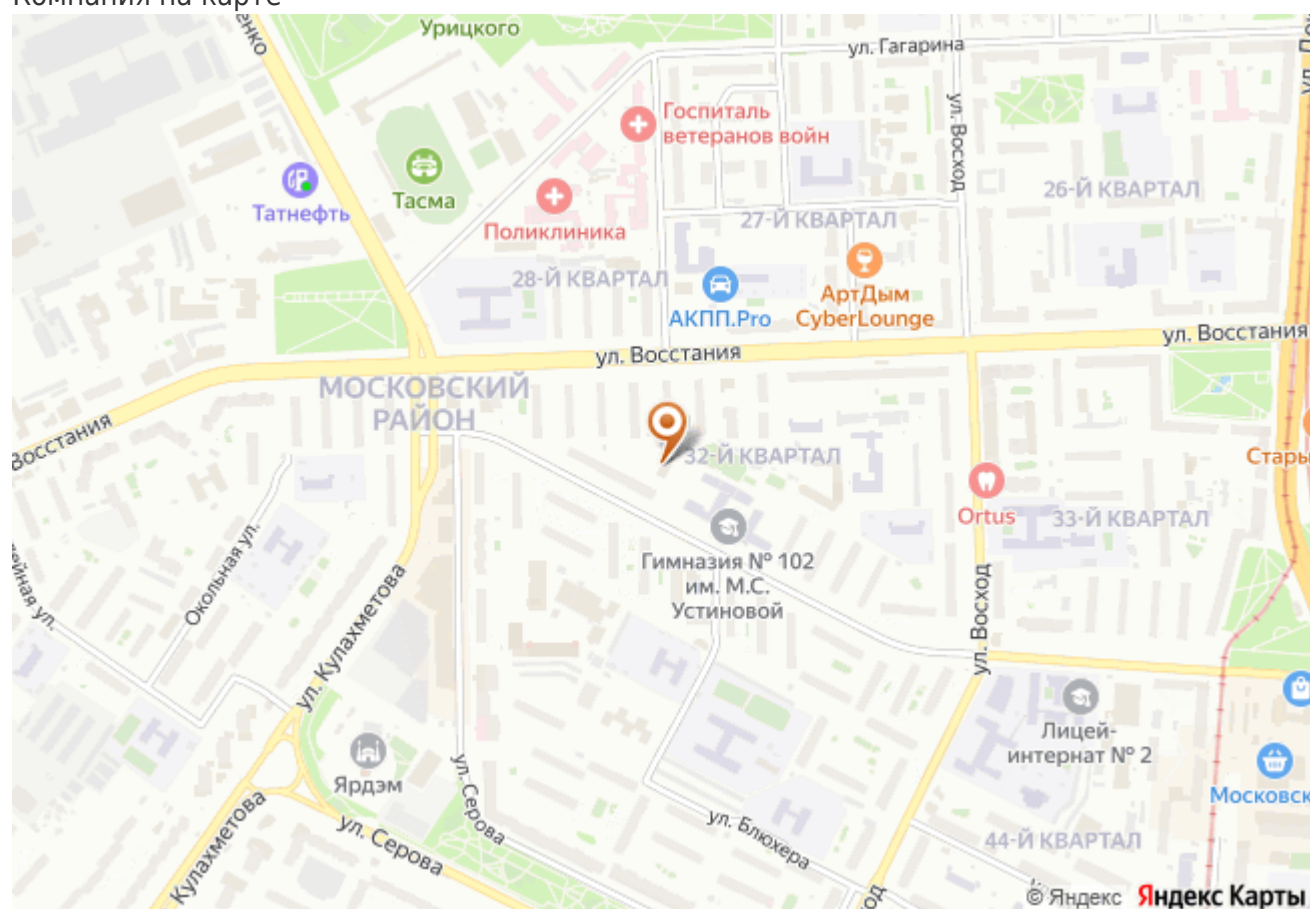 Компания на карте
Урицкого
ул. Гагарина
Госпиталь
ветеранов войн
ул. Восход
Татнефть
Тасма
Поликлиника
26-Й КВАРТАЛ
27-Й КВАРТАЛ
28-Й КВАРТАЛ
АКПП.Pro
АртДым
CyberLounge
ул. Восстания
ул. Восстания
МОСКОВСКИЙ
РАЙОН
Восстания
32-Й КВАРТАЛ
Ortus
33-Й КВАРТАЛ
Гимназия № 102
им. М.С.
Устиновой
Окольная ул.
ул. Кулахметова
ул. Восход
Лицей-
интернат № 2
Ярдэм
ул. Серова
ул. Серова
Кулахметова
ул. Блюхера
44-Й КВАРТАЛ
© Яндекс Яндекс Карты